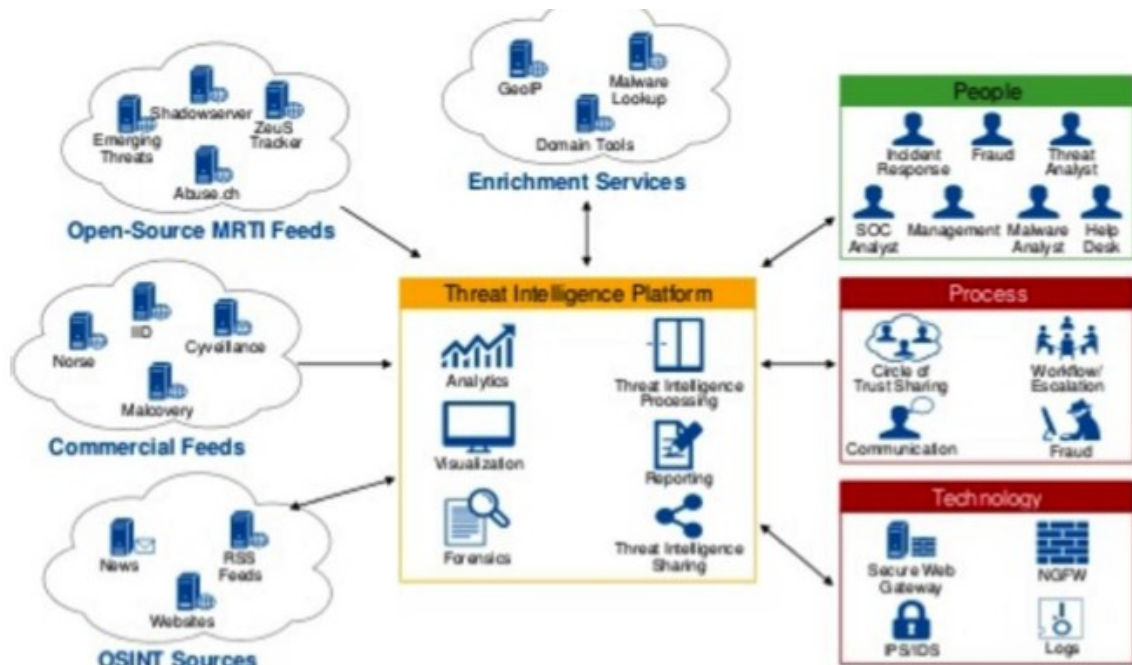 Shadowserver
Emerging
Threats
ZeuS
Tracker
Abuse.ch
Open-Source MRTI Feeds
GeoIP
Malware
Lookup
Domain Tools
Enrichment Services
Norse
IID
Cyveillance
Malcovery
Commercial Feeds
News
RSS
Feeds
Websites
OSINT Sources
Threat Intelligence Platform
Analytics
Threat Intelligence
Processing
Visualization
Reporting
Forensics
Threat Intelligence
Sharing
People
Incident
Response
Fraud
Threat
Analyst
SOC
Analyst
Management
Malware
Analyst
Help
Desk
Process
Circle of
Trust Sharing
Workflow/
Escalation
Communication
Fraud
Technology
Secure Web
Gateway
NGFW
IPS/IDS
Logs